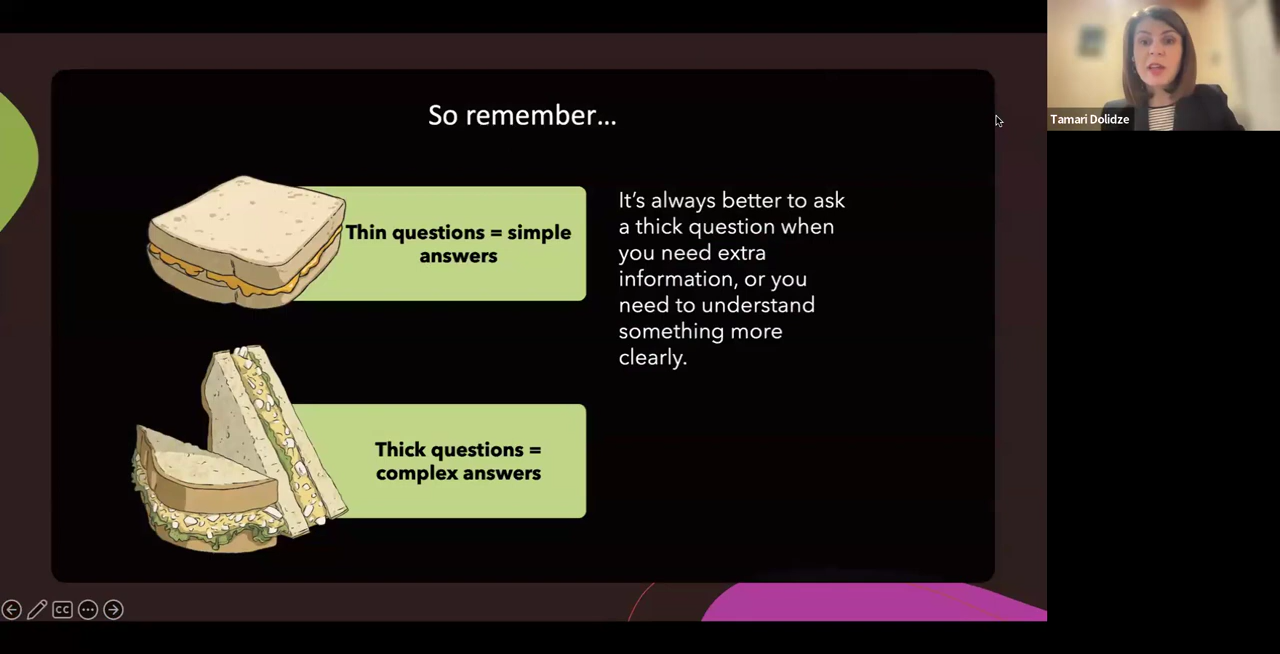 So remember...
Thin questions = simple
answers
It's always better to ask
a thick question when
you need extra
information, or you
need to understand
something more
clearly.
Thick questions =
complex answers
Tamari Dolidze
CC